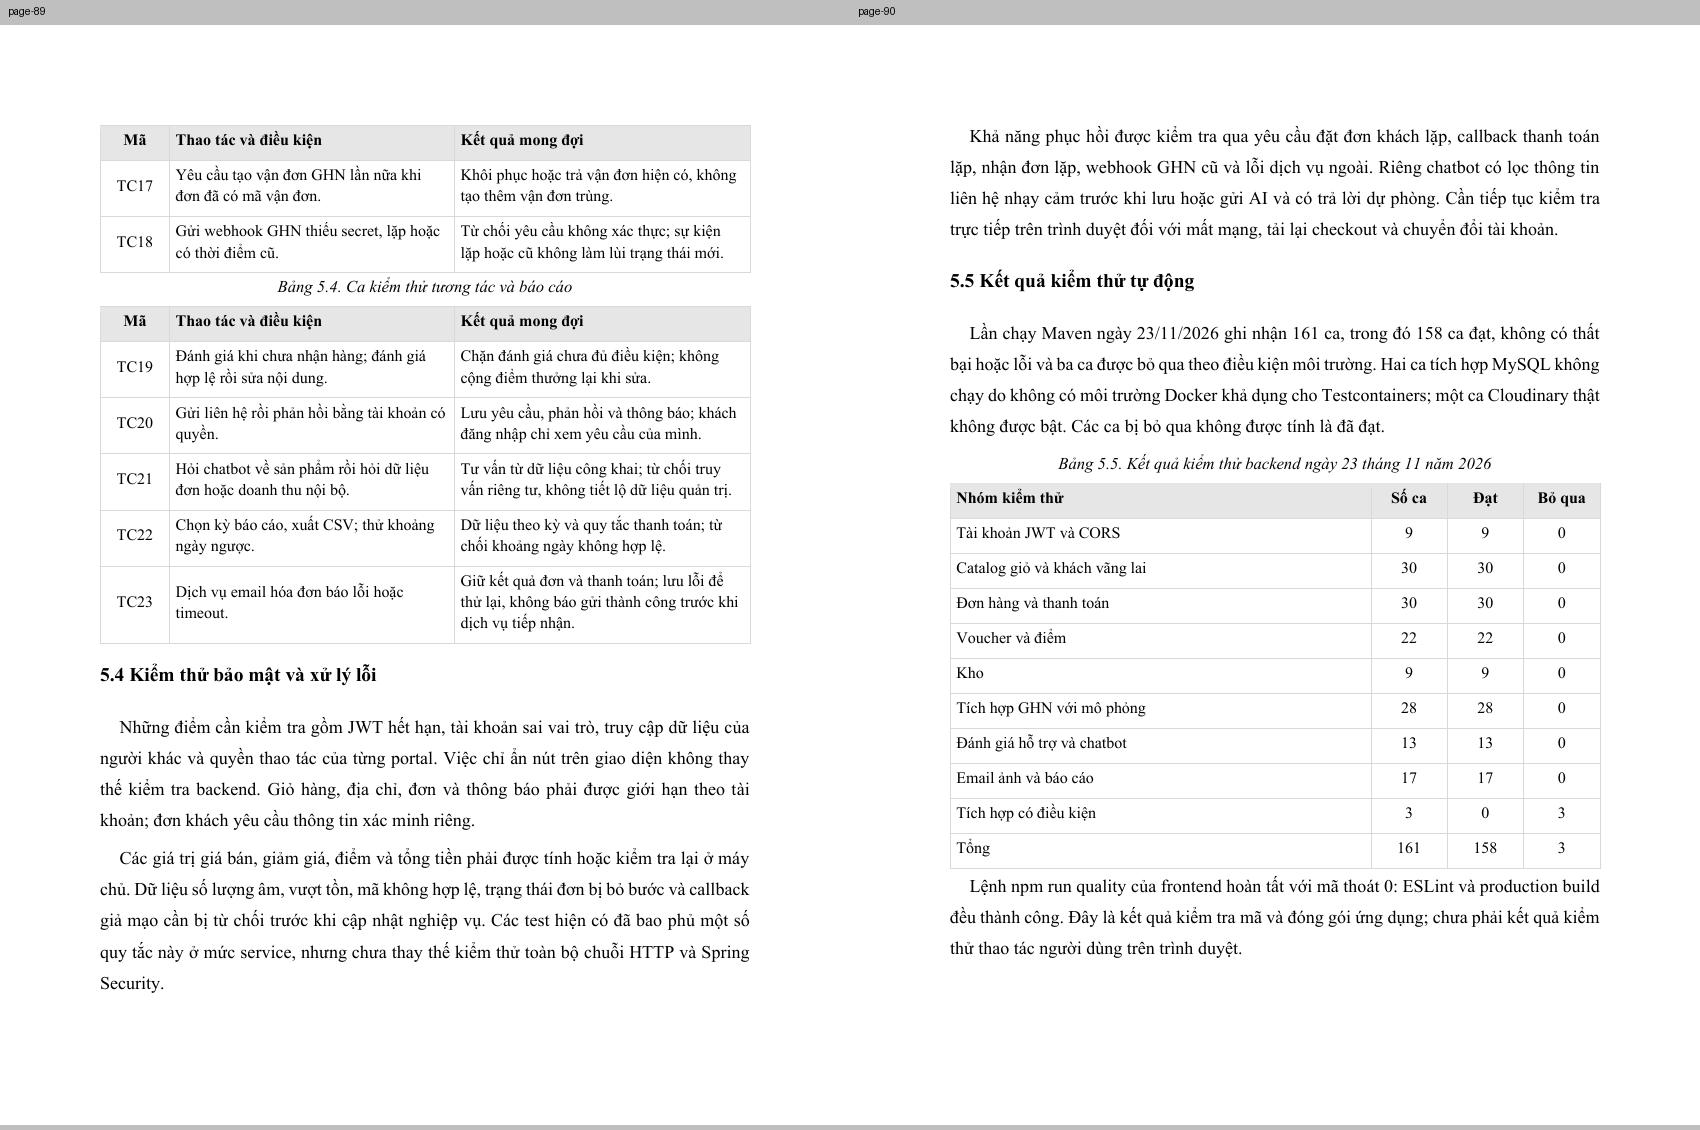 page-89
Mã Thao tác và điều kiện Kết quả mong đợi
TC17 Yêu cầu tạo vận đơn GHN lần nữa khi đơn đã có mã vận đơn. Khôi phục hoặc trả vận đơn hiện có, không tạo thêm vận đơn trùng.
TC18 Gửi webhook GHN thiếu secret, lặp hoặc có thời điểm cũ. Từ chối yêu cầu không xác thực; sự kiện lặp hoặc cũ không làm lùi trạng thái mới.
Bảng 5.4. Ca kiểm thử tương tác và báo cáo
Mã Thao tác và điều kiện Kết quả mong đợi
TC19 Đánh giá khi chưa nhận hàng; đánh giá hợp lệ rồi sửa nội dung. Chặn đánh giá chưa đủ điều kiện; không cộng điểm thưởng lại khi sửa.
TC20 Gửi liên hệ rồi phản hồi bằng tài khoản có quyền. Lưu yêu cầu, phản hồi và thông báo; khách đăng nhập chỉ xem yêu cầu của mình.
TC21 Hỏi chatbot về sản phẩm rồi hỏi dữ liệu đơn hoặc doanh thu nội bộ. Tư vấn từ dữ liệu công khai; từ chối truy vấn riêng tư, không tiết lộ dữ liệu quản trị.
TC22 Chọn kỳ báo cáo, xuất CSV; thử khoảng ngày ngược. Dữ liệu theo kỳ và quy tắc thanh toán; từ chối khoảng ngày không hợp lệ.
TC23 Dịch vụ email hóa đơn báo lỗi hoặc timeout. Giữ kết quả đơn và thanh toán; lưu lỗi để thử lại, không báo gửi thành công trước khi dịch vụ tiếp nhận.
5.4 Kiểm thử bảo mật và xử lý lỗi
Những điểm cần kiểm tra gồm JWT hết hạn, tài khoản sai vai trò, truy cập dữ liệu của
người khác và quyền thao tác của từng portal. Việc chỉ ẩn nút trên giao diện không thay
thế kiểm tra backend. Giỏ hàng, địa chỉ, đơn và thông báo phải được giới hạn theo tài
khoản; đơn khách yêu cầu thông tin xác minh riêng.
Các giá trị giá bán, giảm giá, điểm và tổng tiền phải được tính hoặc kiểm tra lại ở máy
chủ. Dữ liệu số lượng âm, vượt tồn, mã không hợp lệ, trạng thái đơn bị bỏ bước và callback
giả mạo cần bị từ chối trước khi cập nhật nghiệp vụ. Các test hiện có đã bao phủ một số
quy tắc này ở mức service, nhưng chưa thay thế kiểm thử toàn bộ chuỗi HTTP và Spring
Security.
page-90
Khả năng phục hồi được kiểm tra qua yêu cầu đặt đơn khách lặp, callback thanh toán
lặp, nhận đơn lặp, webhook GHN cũ và lỗi dịch vụ ngoài. Riêng chatbot có lọc thông tin
liên hệ nhạy cảm trước khi lưu hoặc gửi AI và có trả lời dự phòng. Cần tiếp tục kiểm tra
trực tiếp trên trình duyệt đối với mất mạng, tải lại checkout và chuyển đổi tài khoản.
5.5 Kết quả kiểm thử tự động
Lần chạy Maven ngày 23/11/2026 ghi nhận 161 ca, trong đó 158 ca đạt, không có thất
bại hoặc lỗi và ba ca được bỏ qua theo điều kiện môi trường. Hai ca tích hợp MySQL không
chạy do không có môi trường Docker khả dụng cho Testcontainers; một ca Cloudinary thật
không được bật. Các ca bị bỏ qua không được tính là đã đạt.
Bảng 5.5. Kết quả kiểm thử backend ngày 23 tháng 11 năm 2026
Nhóm kiểm thử Số ca Đạt Bỏ qua
Tài khoản JWT và CORS 9 9 0
Catalog giỏ và khách vãng lai 30 30 0
Đơn hàng và thanh toán 30 30 0
Voucher và điểm 22 22 0
Kho 9 9 0
Tích hợp GHN với mô phỏng 28 28 0
Đánh giá hỗ trợ và chatbot 13 13 0
Email ảnh và báo cáo 17 17 0
Tích hợp có điều kiện 3 0 3
Tổng 161 158 3
Lệnh npm run quality của frontend hoàn tất với mã thoát 0: ESLint và production build
đều thành công. Đây là kết quả kiểm tra mã và đóng gói ứng dụng; chưa phải kết quả kiểm
thử thao tác người dùng trên trình duyệt.